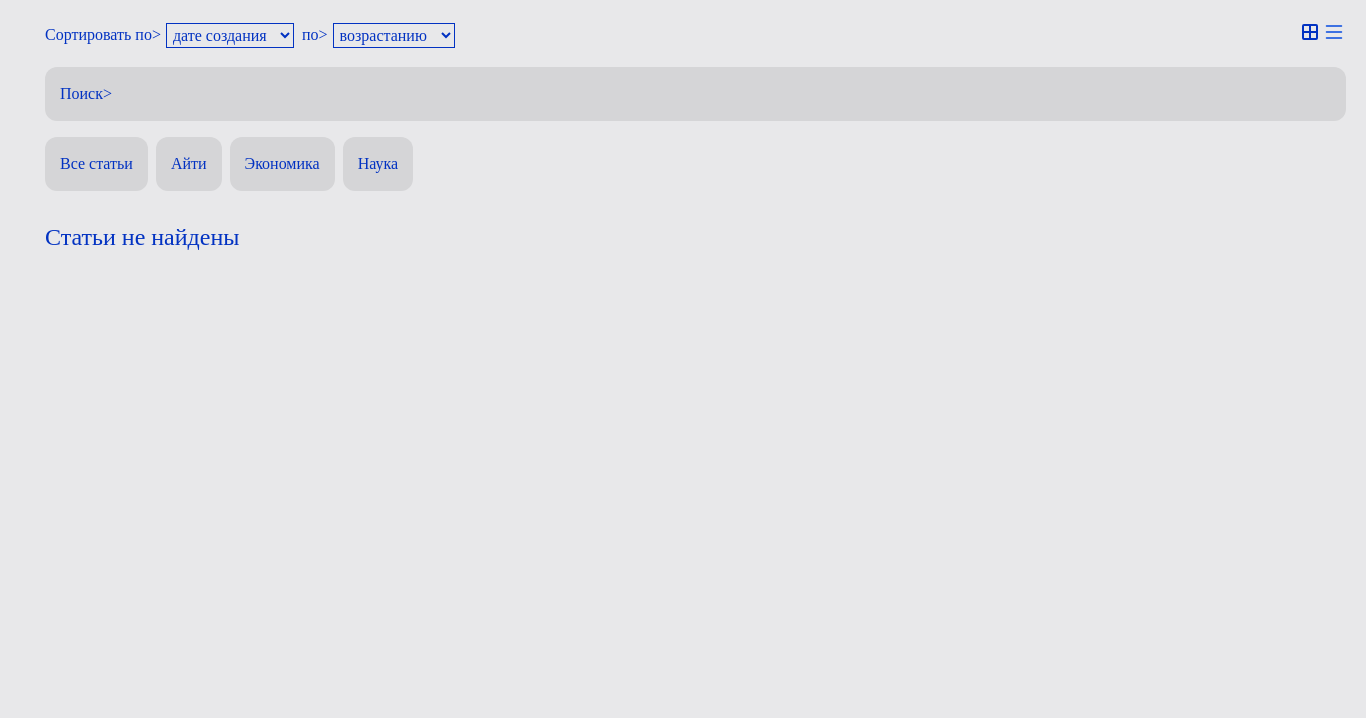 Сортировать по> дате создания по> возрастанию
Поиск>
Все статьи Айти Экономика Наука
Статьи не найдены